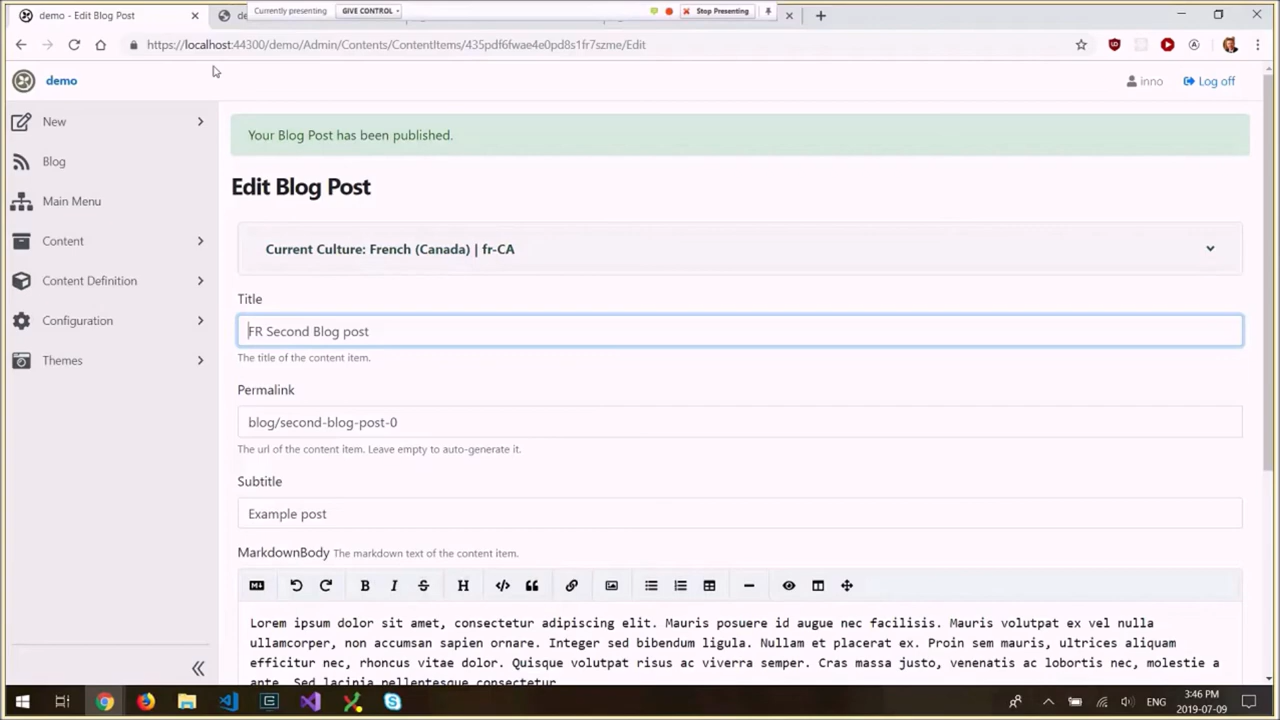 demo - Edit Blog Post
de
Currently presenting
GIVE CONTROL
Stop Presenting
https://localhost:44300/demo/Admin/Contents/ContentItems/435pdf6fwae4e0pd8s1fr7szme/Edit
demo
inno
Log off
New
Blog
Main Menu
Content
Content Definition
Configuration
Themes
Your Blog Post has been published.
Edit Blog Post
Current Culture: French (Canada) | fr-CA
Title
FR Second Blog post
The title of the content item.
Permalink
blog/second-blog-post-0
The url of the content item. Leave empty to auto-generate it.
Subtitle
Example post
MarkdownBody The markdown text of the content item.
Lorem ipsum dolor sit amet, consectetur adipiscing elit. Mauris posuere id augue nec facilisis. Mauris volutpat ex vel nulla
ullamcorper, non accumsan sapien ornare. Integer sed bibendum ligula. Nullam et placerat ex. Proin sem mauris, ultrices aliquam
efficitur nec, rhoncus vitae dolor. Quisque volutpat risus ac viverra semper. Cras massa justo, venenatis ac lobortis nec, molestie a
ante. Sed lacinia pellentesque consectetur.
ENG
3:46 PM
2019-07-09